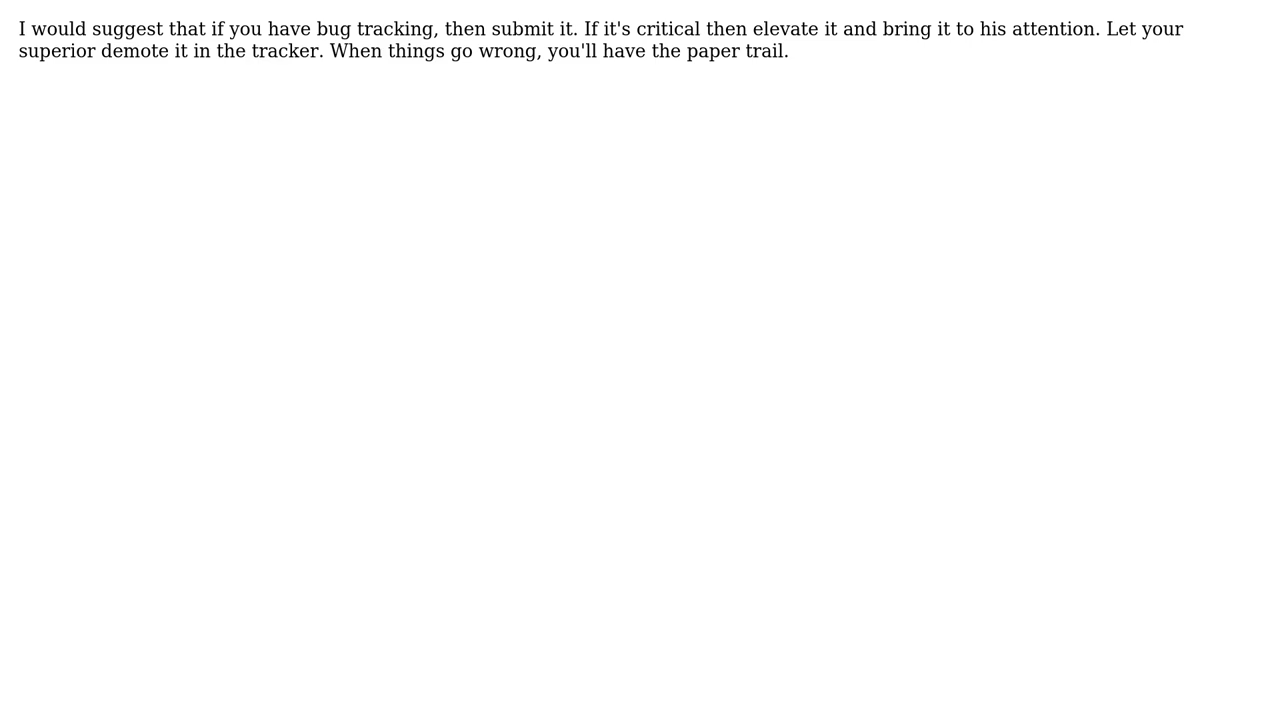 I would suggest that if you have bug tracking, then submit it. If it's critical then elevate it and bring it to his attention. Let your
superior demote it in the tracker. When things go wrong, you'll have the paper trail.